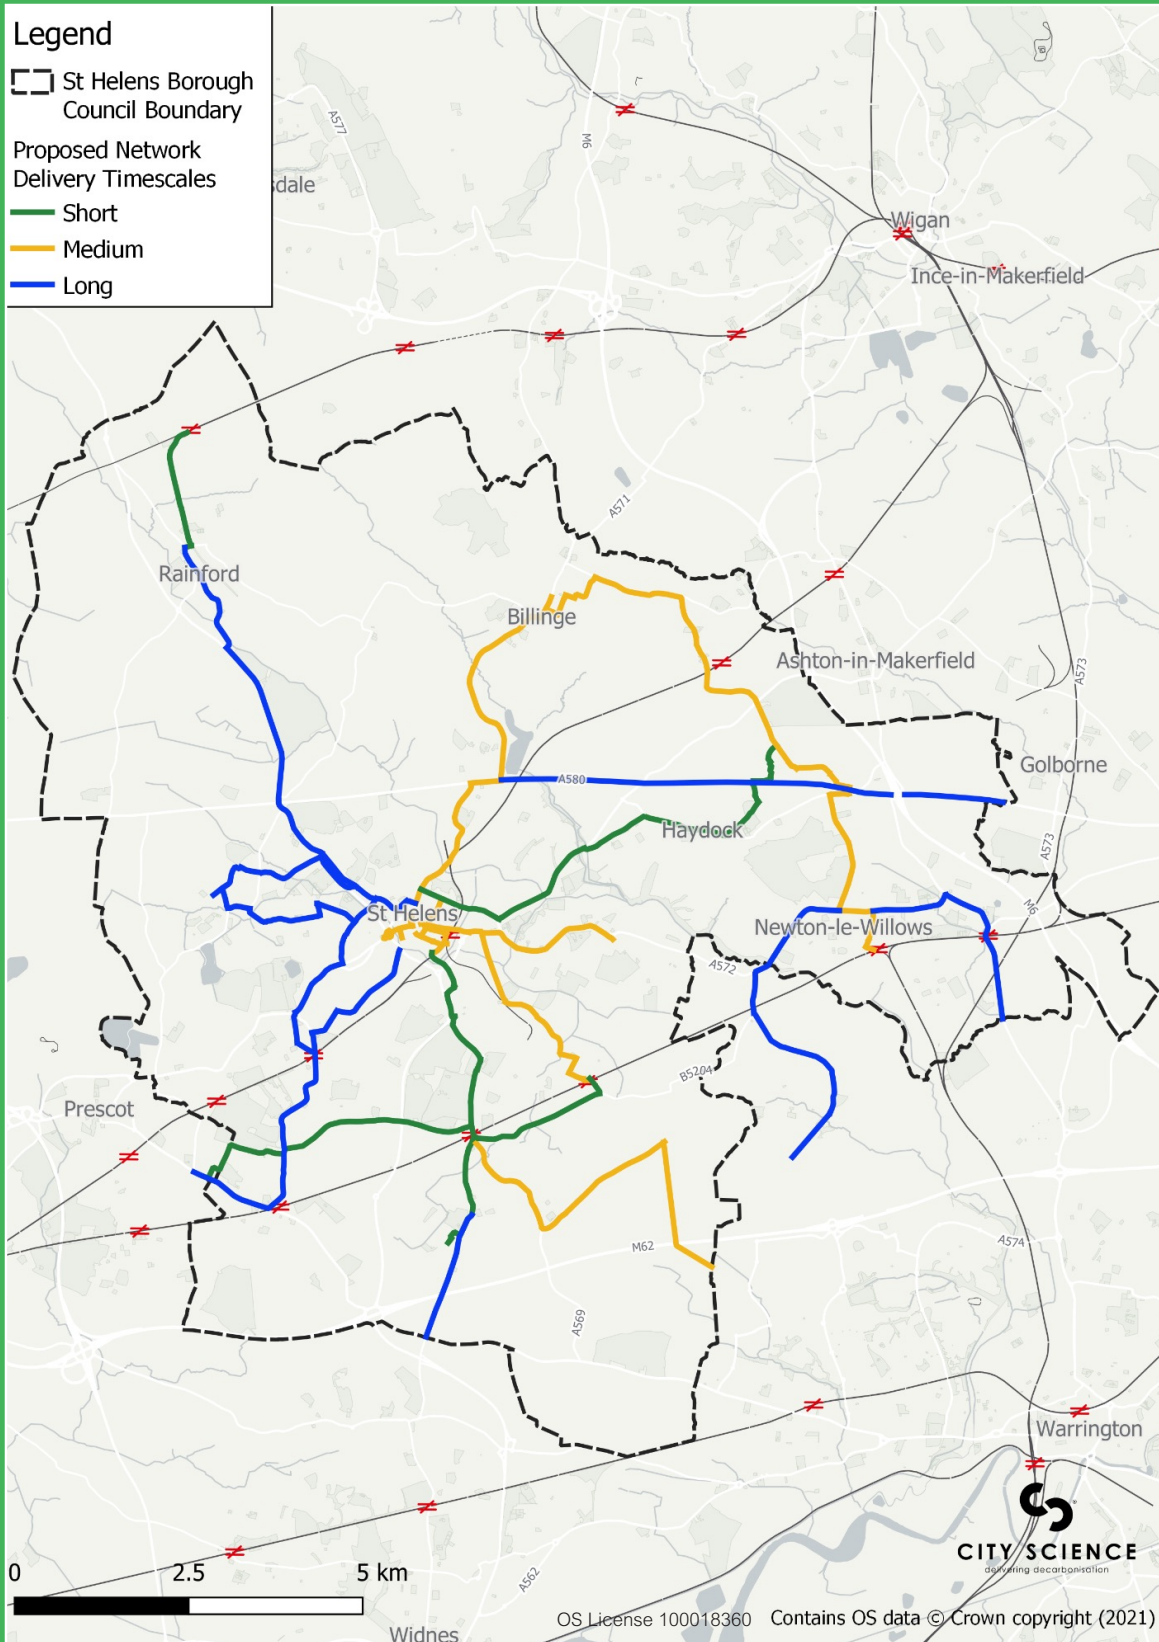 Legend
St Helens Borough
Council Boundary
Proposed Network
Delivery Timescales
Short
Medium
Long
A577
M6
sdale
Wigan
Ince-in-Makerfield
A571
Rainford
Billinge
Ashton-in-Makerfield
A573
Golborne
A580
Haydock
A573
St Helens
M6
Newton-le-Willows
A572
B5204
Prescot
M62
A574
A569
Warrington
CITY SCIENCE
delivering decarbonisation
0 2.5 5 km
A562
OS License 100018360 Contains OS data © Crown copyright (2021)
Widnes